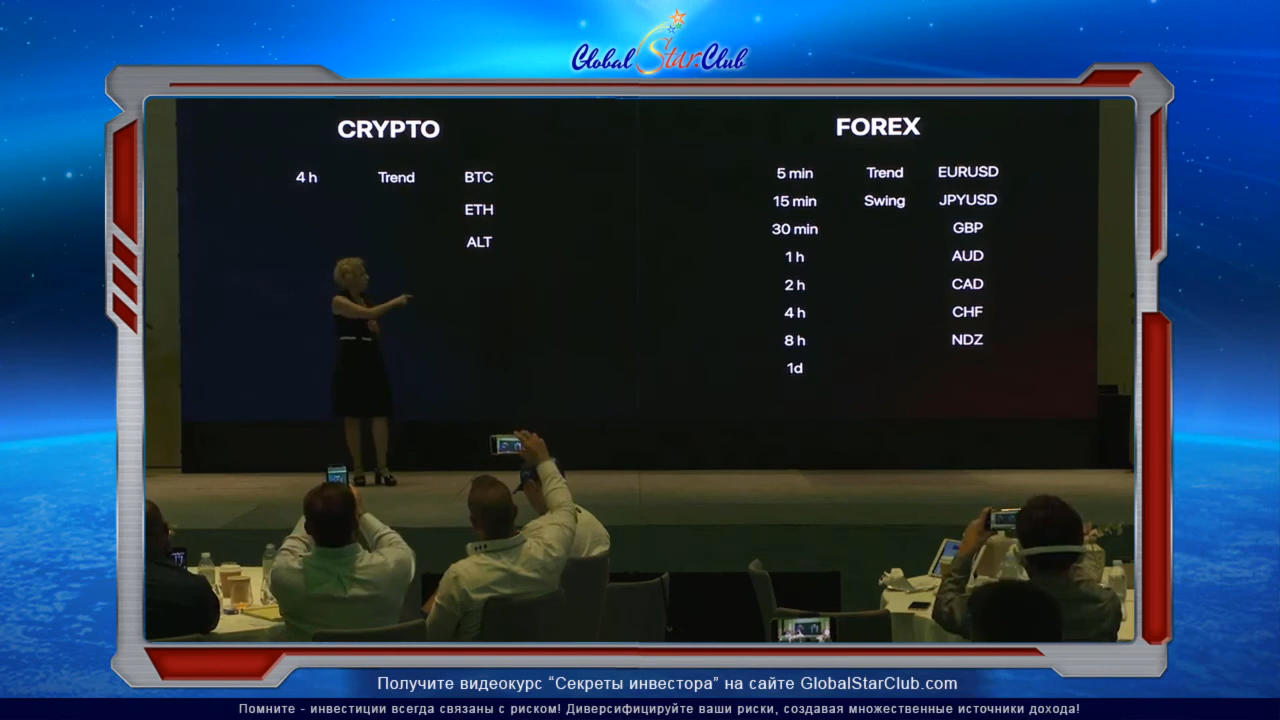 Global Star.Club
CRYPTO
4 h Trend BTC
ETH
ALT
FOREX
5 min Trend EURUSD
15 min Swing JPYUSD
30 min GBP
1 h AUD
2 h CAD
4 h CHF
8 h NDZ
1d
Получите видеокурс “Секреты инвестора” на сайте GlobalStarClub.com
Помните - инвестиции всегда связаны с риском! Диверсифицируйте ваши риски, создавая множественные источники дохода!